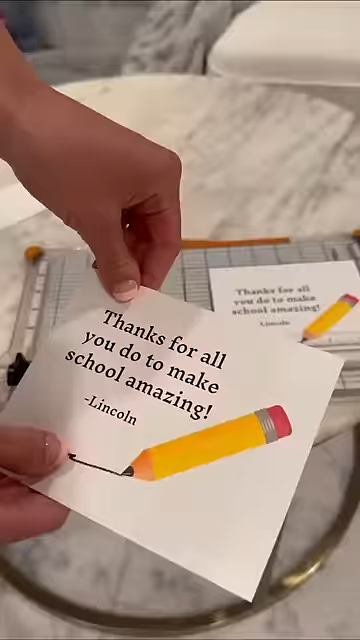 Thanks for all
you do to make
school amazing!
-Lincoln
Thanks for all
you do to make
school amazing!
Lincoln